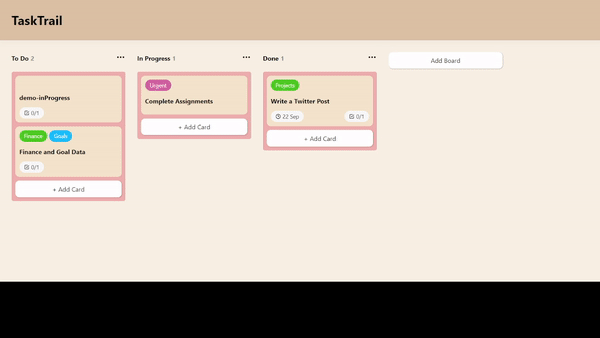 TaskTrail
To Do 2
demo-inProgress
0/1
Finance Goals
Finance and Goal Data
0/1
+ Add Card
In Progress 1
Urgent
Complete Assignments
+ Add Card
Done 1
Projects
Write a Twitter Post
22 Sep 0/1
+ Add Card
Add Board